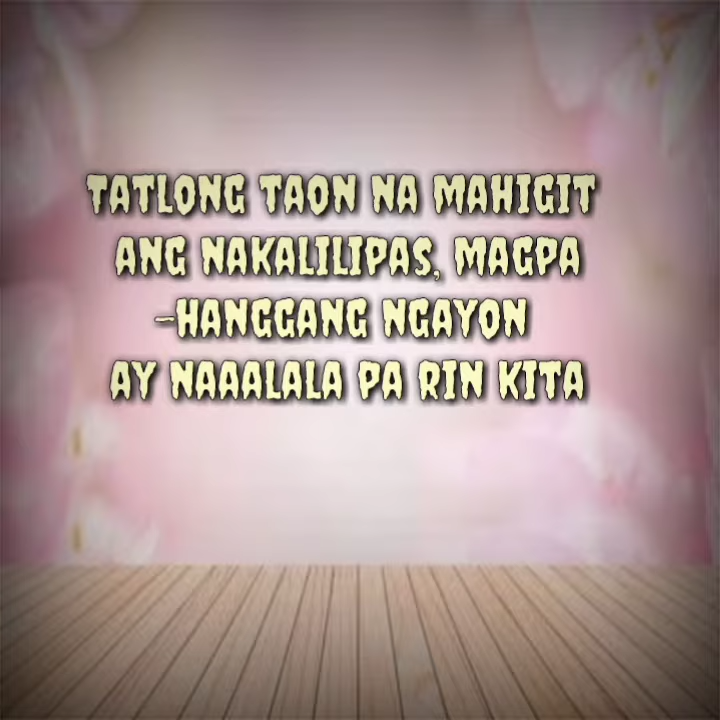 TATLONG TAON NA MAHIGIT
ANG NAKALILIPAS, MAGPA
-HANGGANG NGAYON
AY NAAALALA PA RIN KITA